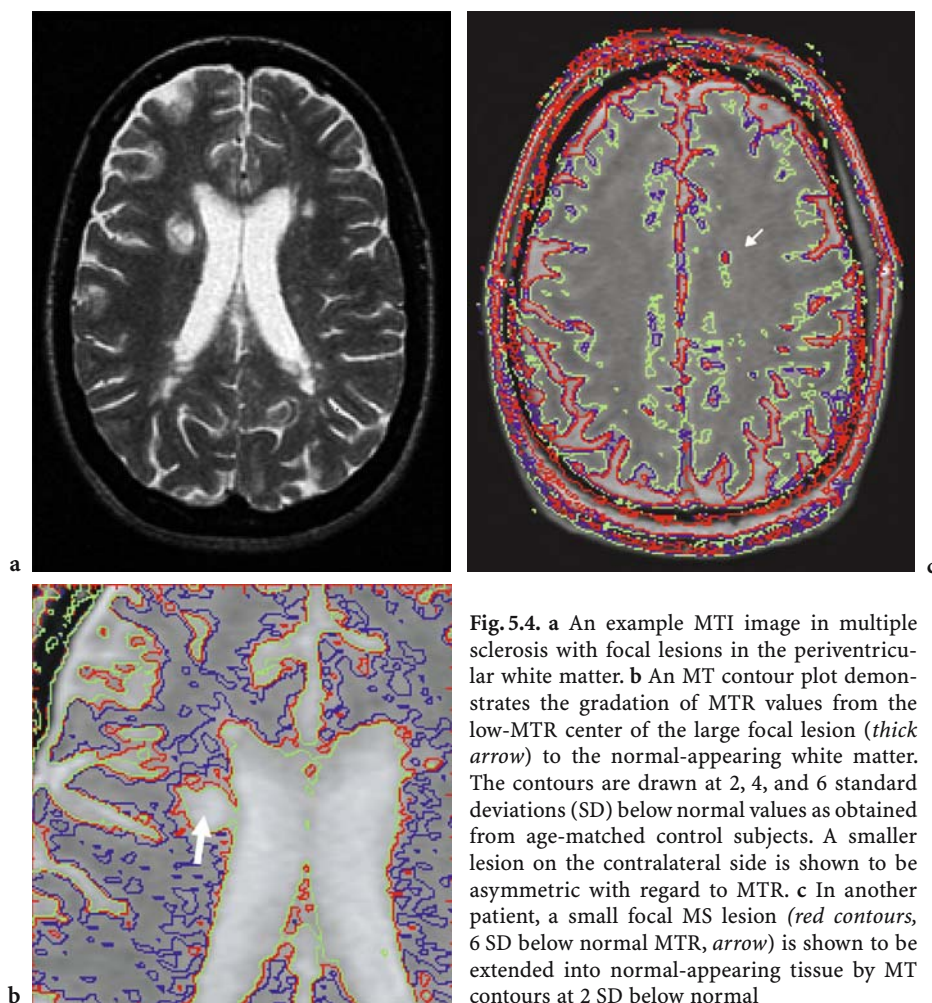 a
c
b
Fig. 5.4. a An example MTI image in multiple
sclerosis with focal lesions in the periventricu-
lar white matter. b An MT contour plot demon-
strates the gradation of MTR values from the
low-MTR center of the large focal lesion (thick
arrow) to the normal-appearing white matter.
The contours are drawn at 2, 4, and 6 standard
deviations (SD) below normal values as obtained
from age-matched control subjects. A smaller
lesion on the contralateral side is shown to be
asymmetric with regard to MTR. c In another
patient, a small focal MS lesion (red contours,
6 SD below normal MTR, arrow) is shown to be
extended into normal-appearing tissue by MT
contours at 2 SD below normal